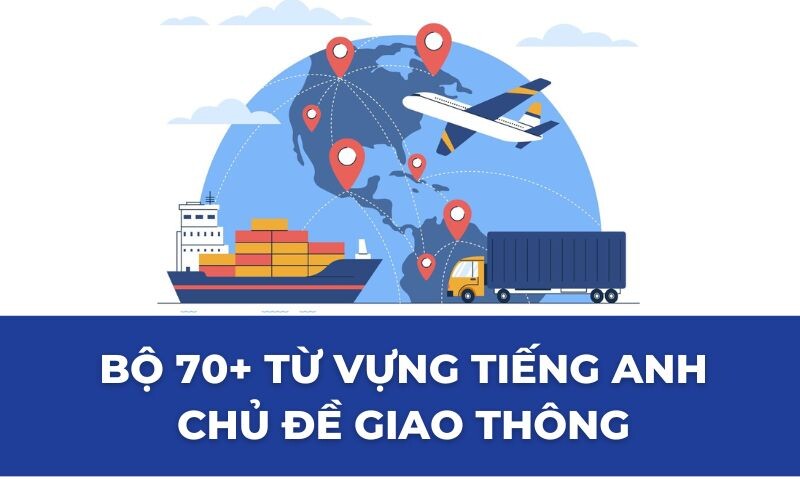 BỘ 70+ TỪ VỰNG TIẾNG ANH
CHỦ ĐỀ GIAO THÔNG